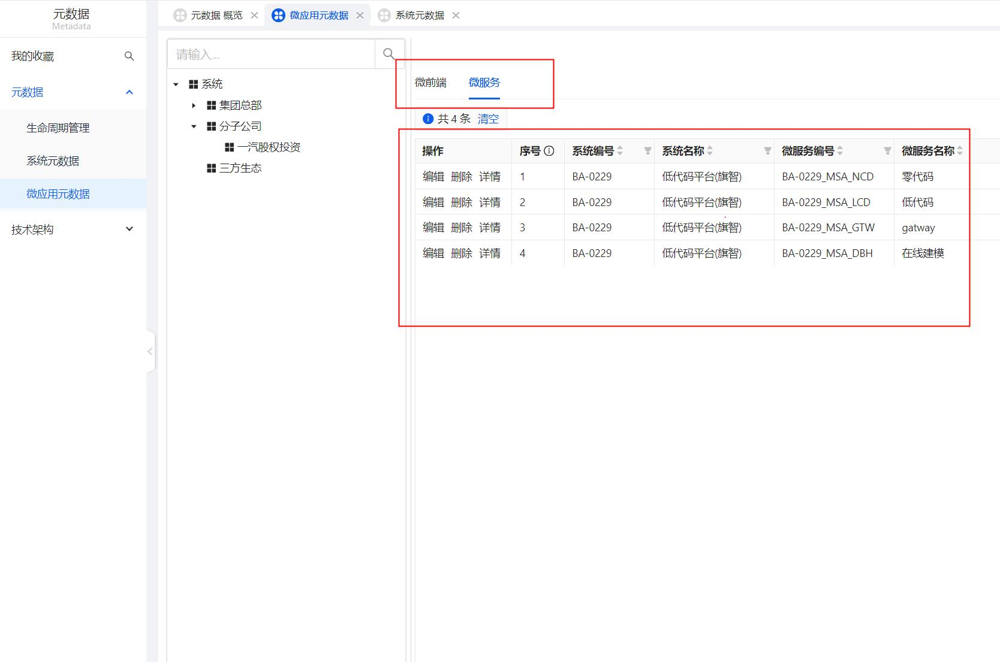 元数据
Metadata
我的收藏
元数据
生命周期管理
系统元数据
微应用元数据
技术架构
元数据 概览
微应用元数据
系统元数据
请输入...
系统
集团总部
分子公司
一汽股权投资
三方生态
微前端 微服务
共 4 条 清空
操作 序号 系统编号 系统名称 微服务编号 微服务名称
编辑 删除 详情 1 BA-0229 低代码平台(旗智) BA-0229_MSA_NCD 零代码
编辑 删除 详情 2 BA-0229 低代码平台(旗智) BA-0229_MSA_LCD 低代码
编辑 删除 详情 3 BA-0229 低代码平台(旗智) BA-0229_MSA_GTW gatway
编辑 删除 详情 4 BA-0229 低代码平台(旗智) BA-0229_MSA_DBH 在线建模